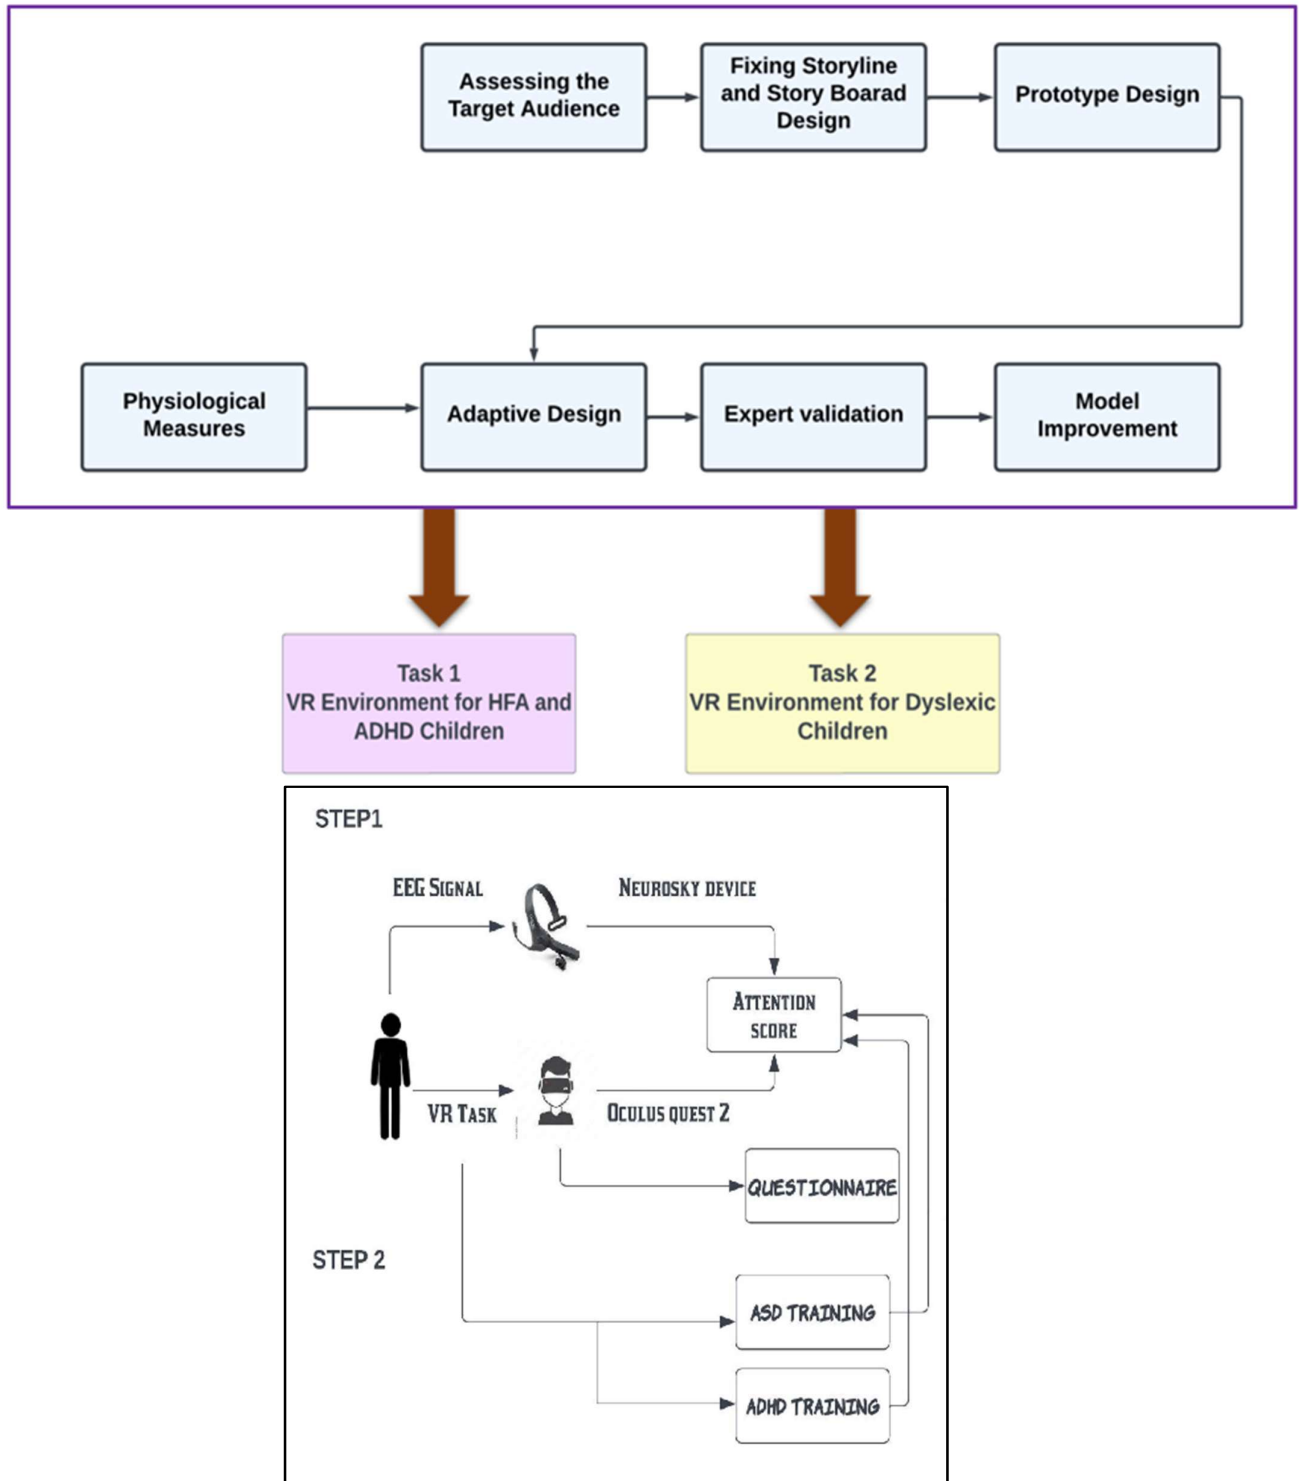 Assessing the
Target Audience
Fixing Storyline
and Story Boarad
Design
Prototype Design
Physiological
Measures
Adaptive Design
Expert validation
Model
Improvement
Task 1
VR Environment for HFA and
ADHD Children
Task 2
VR Environment for Dyslexic
Children
STEP1
EEG SIGNAL
NEUROSKY DEVICE
ATTENTION
SCORE
VR TASK
OCULUS QUEST 2
QUESTIONNAIRE
STEP 2
ASD TRAINING
ADHD TRAINING